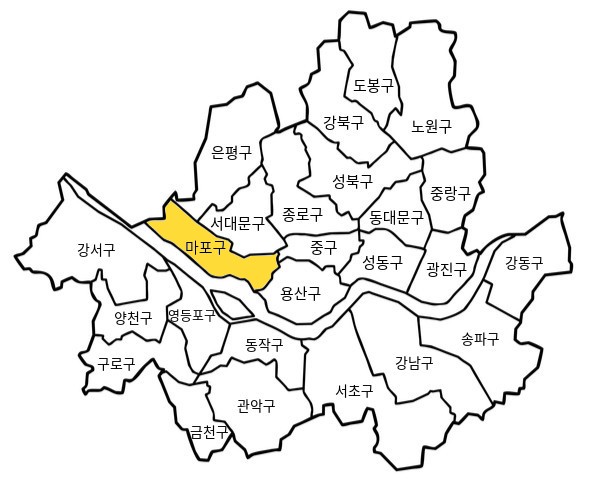 도봉구
강북구
노원구
은평구
성북구
중랑구
서대문구
종로구
동대문구
마포구
중구
강서구
성동구
광진구
강동구
용산구
양천구
영등포구
동작구
송파구
구로구
강남구
서초구
관악구
금천구